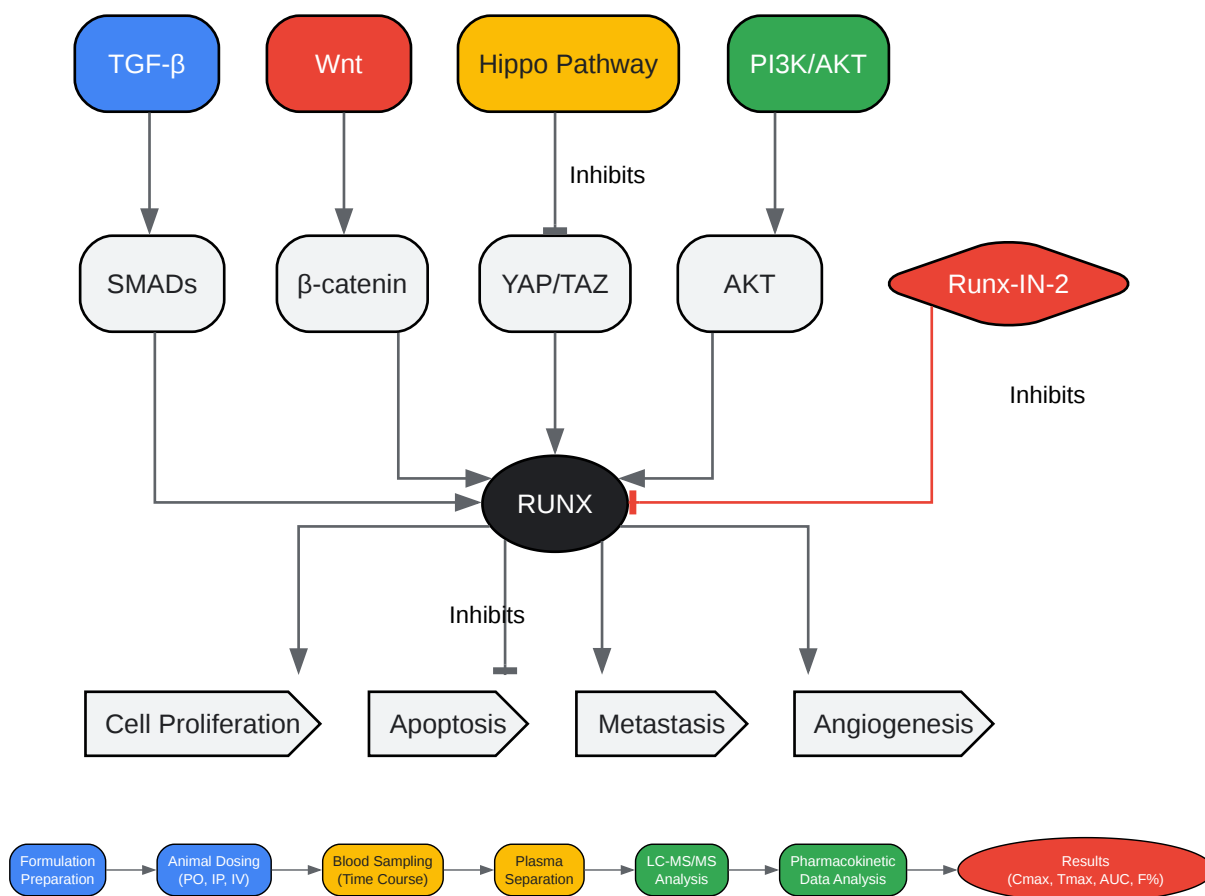 TGF-β
Wnt
Hippo Pathway
PI3K/AKT
Inhibits
SMADs
β-catenin
YAP/TAZ
AKT
Runx-IN-2
Inhibits
RUNX
Inhibits
Cell Proliferation
Apoptosis
Metastasis
Angiogenesis
Formulation
Preparation
Animal Dosing
(PO, IP, IV)
Blood Sampling
(Time Course)
Plasma
Separation
LC-MS/MS
Analysis
Pharmacokinetic
Data Analysis
Results
(Cmax, Tmax, AUC, F%)